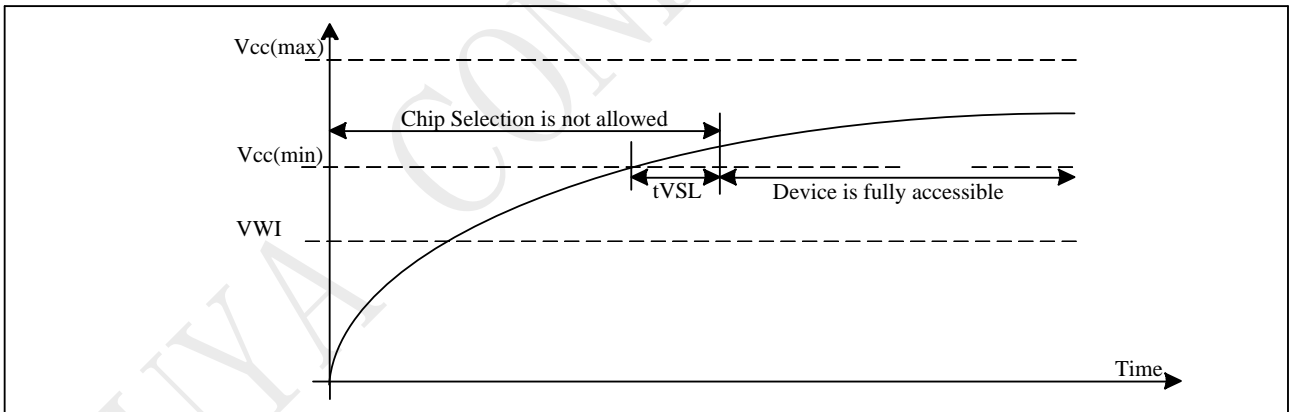 Vcc(max)
Chip Selection is not allowed
Vcc(min)
tVSL
Device is fully accessible
VWI
Time